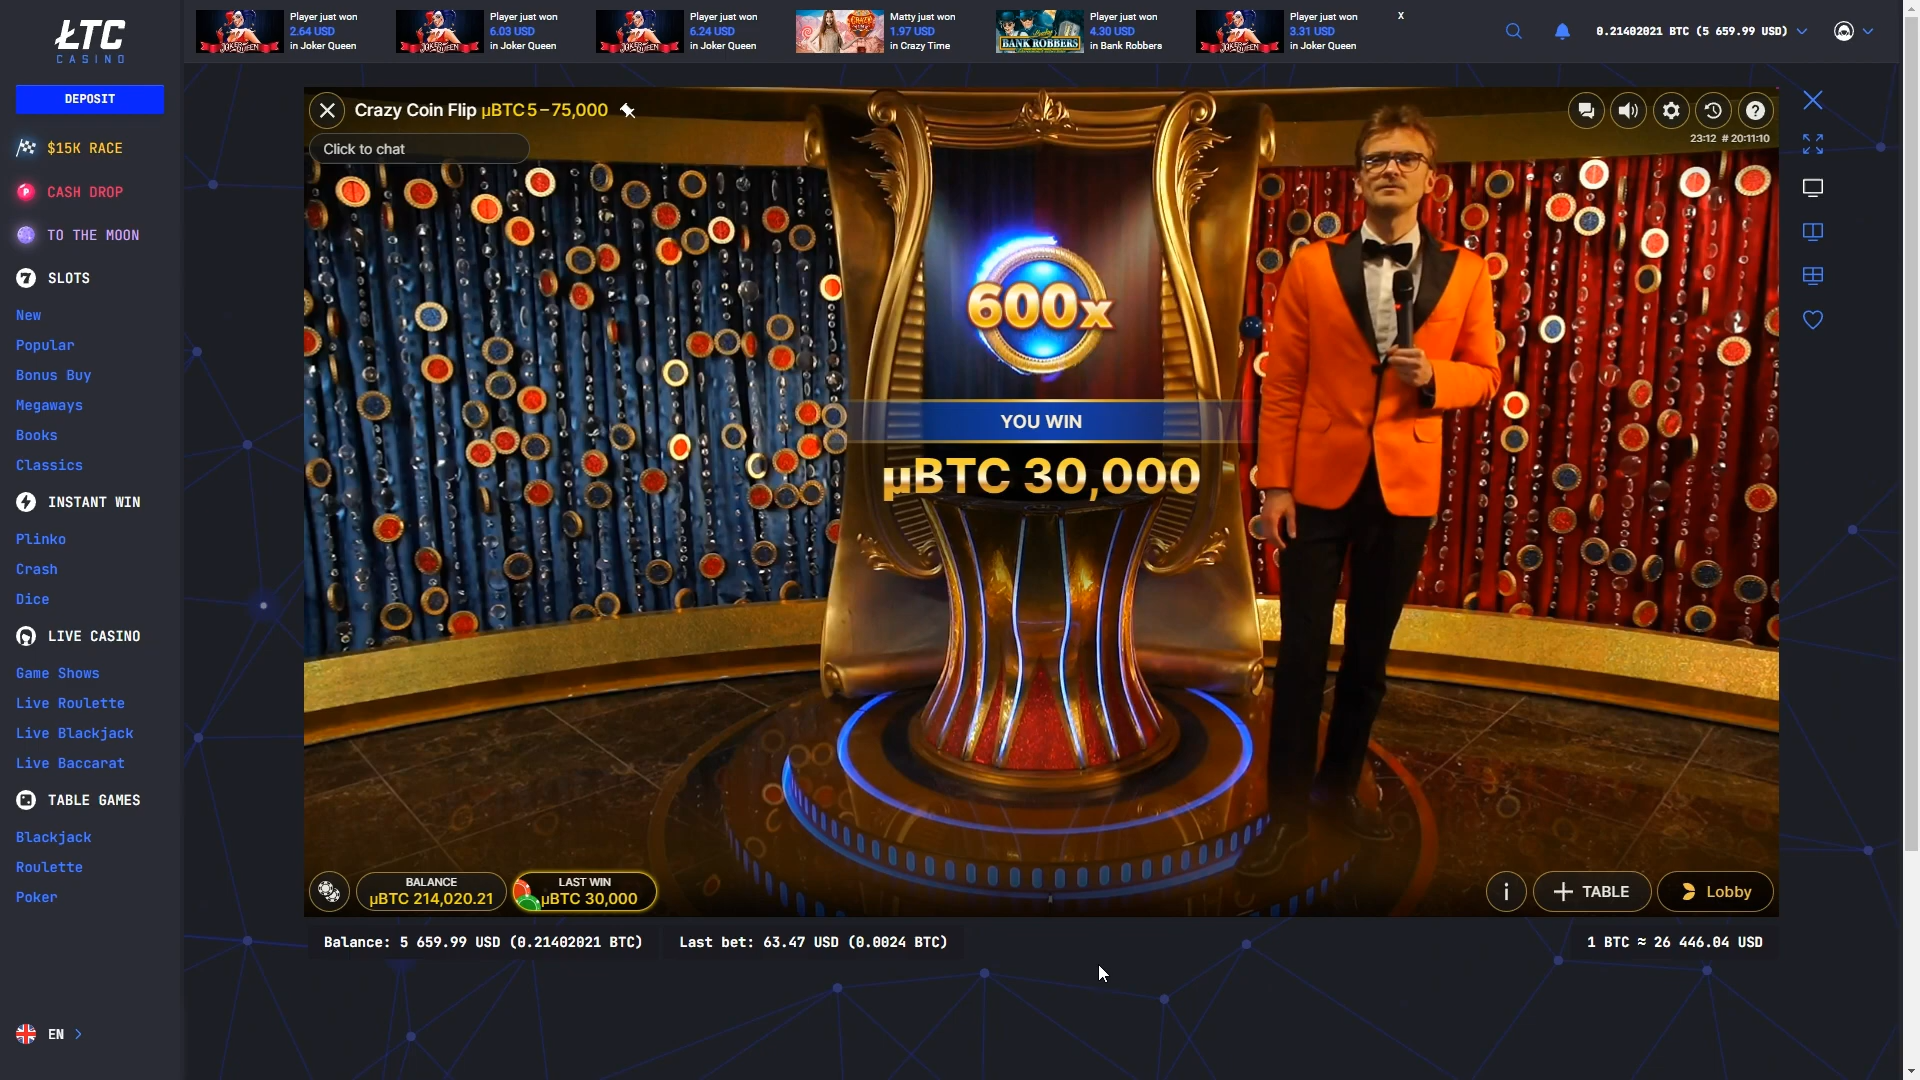 ŁTC
CASINO
Player just won
2.64 USD
in Joker Queen
Player just won
6.03 USD
in Joker Queen
Player just won
6.24 USD
in Joker Queen
Matty just won
1.97 USD
in Crazy Time
BANK ROBBERS
Player just won
4.30 USD
in Bank Robbers
Player just won
3.31 USD
in Joker Queen
x
0.21402021 BTC (5 659.99 USD)
DEPOSIT
$15K RACE
CASH DROP
TO THE MOON
SLOTS
New
Popular
Bonus Buy
Megaways
Books
Classics
INSTANT WIN
Plinko
Crash
Dice
LIVE CASINO
Game Shows
Live Roulette
Live Blackjack
Live Baccarat
TABLE GAMES
Blackjack
Roulette
Poker
EN
Crazy Coin Flip μBTC 5–75,000
Click to chat
23:12 # 20:11:10
600x
YOU WIN
μBTC 30,000
BALANCE
μBTC 214,020.21
LAST WIN
μBTC 30,000
TABLE
Lobby
Balance: 5 659.99 USD (0.21402021 BTC)
Last bet: 63.47 USD (0.0024 BTC)
1 BTC ≈ 26 446.04 USD